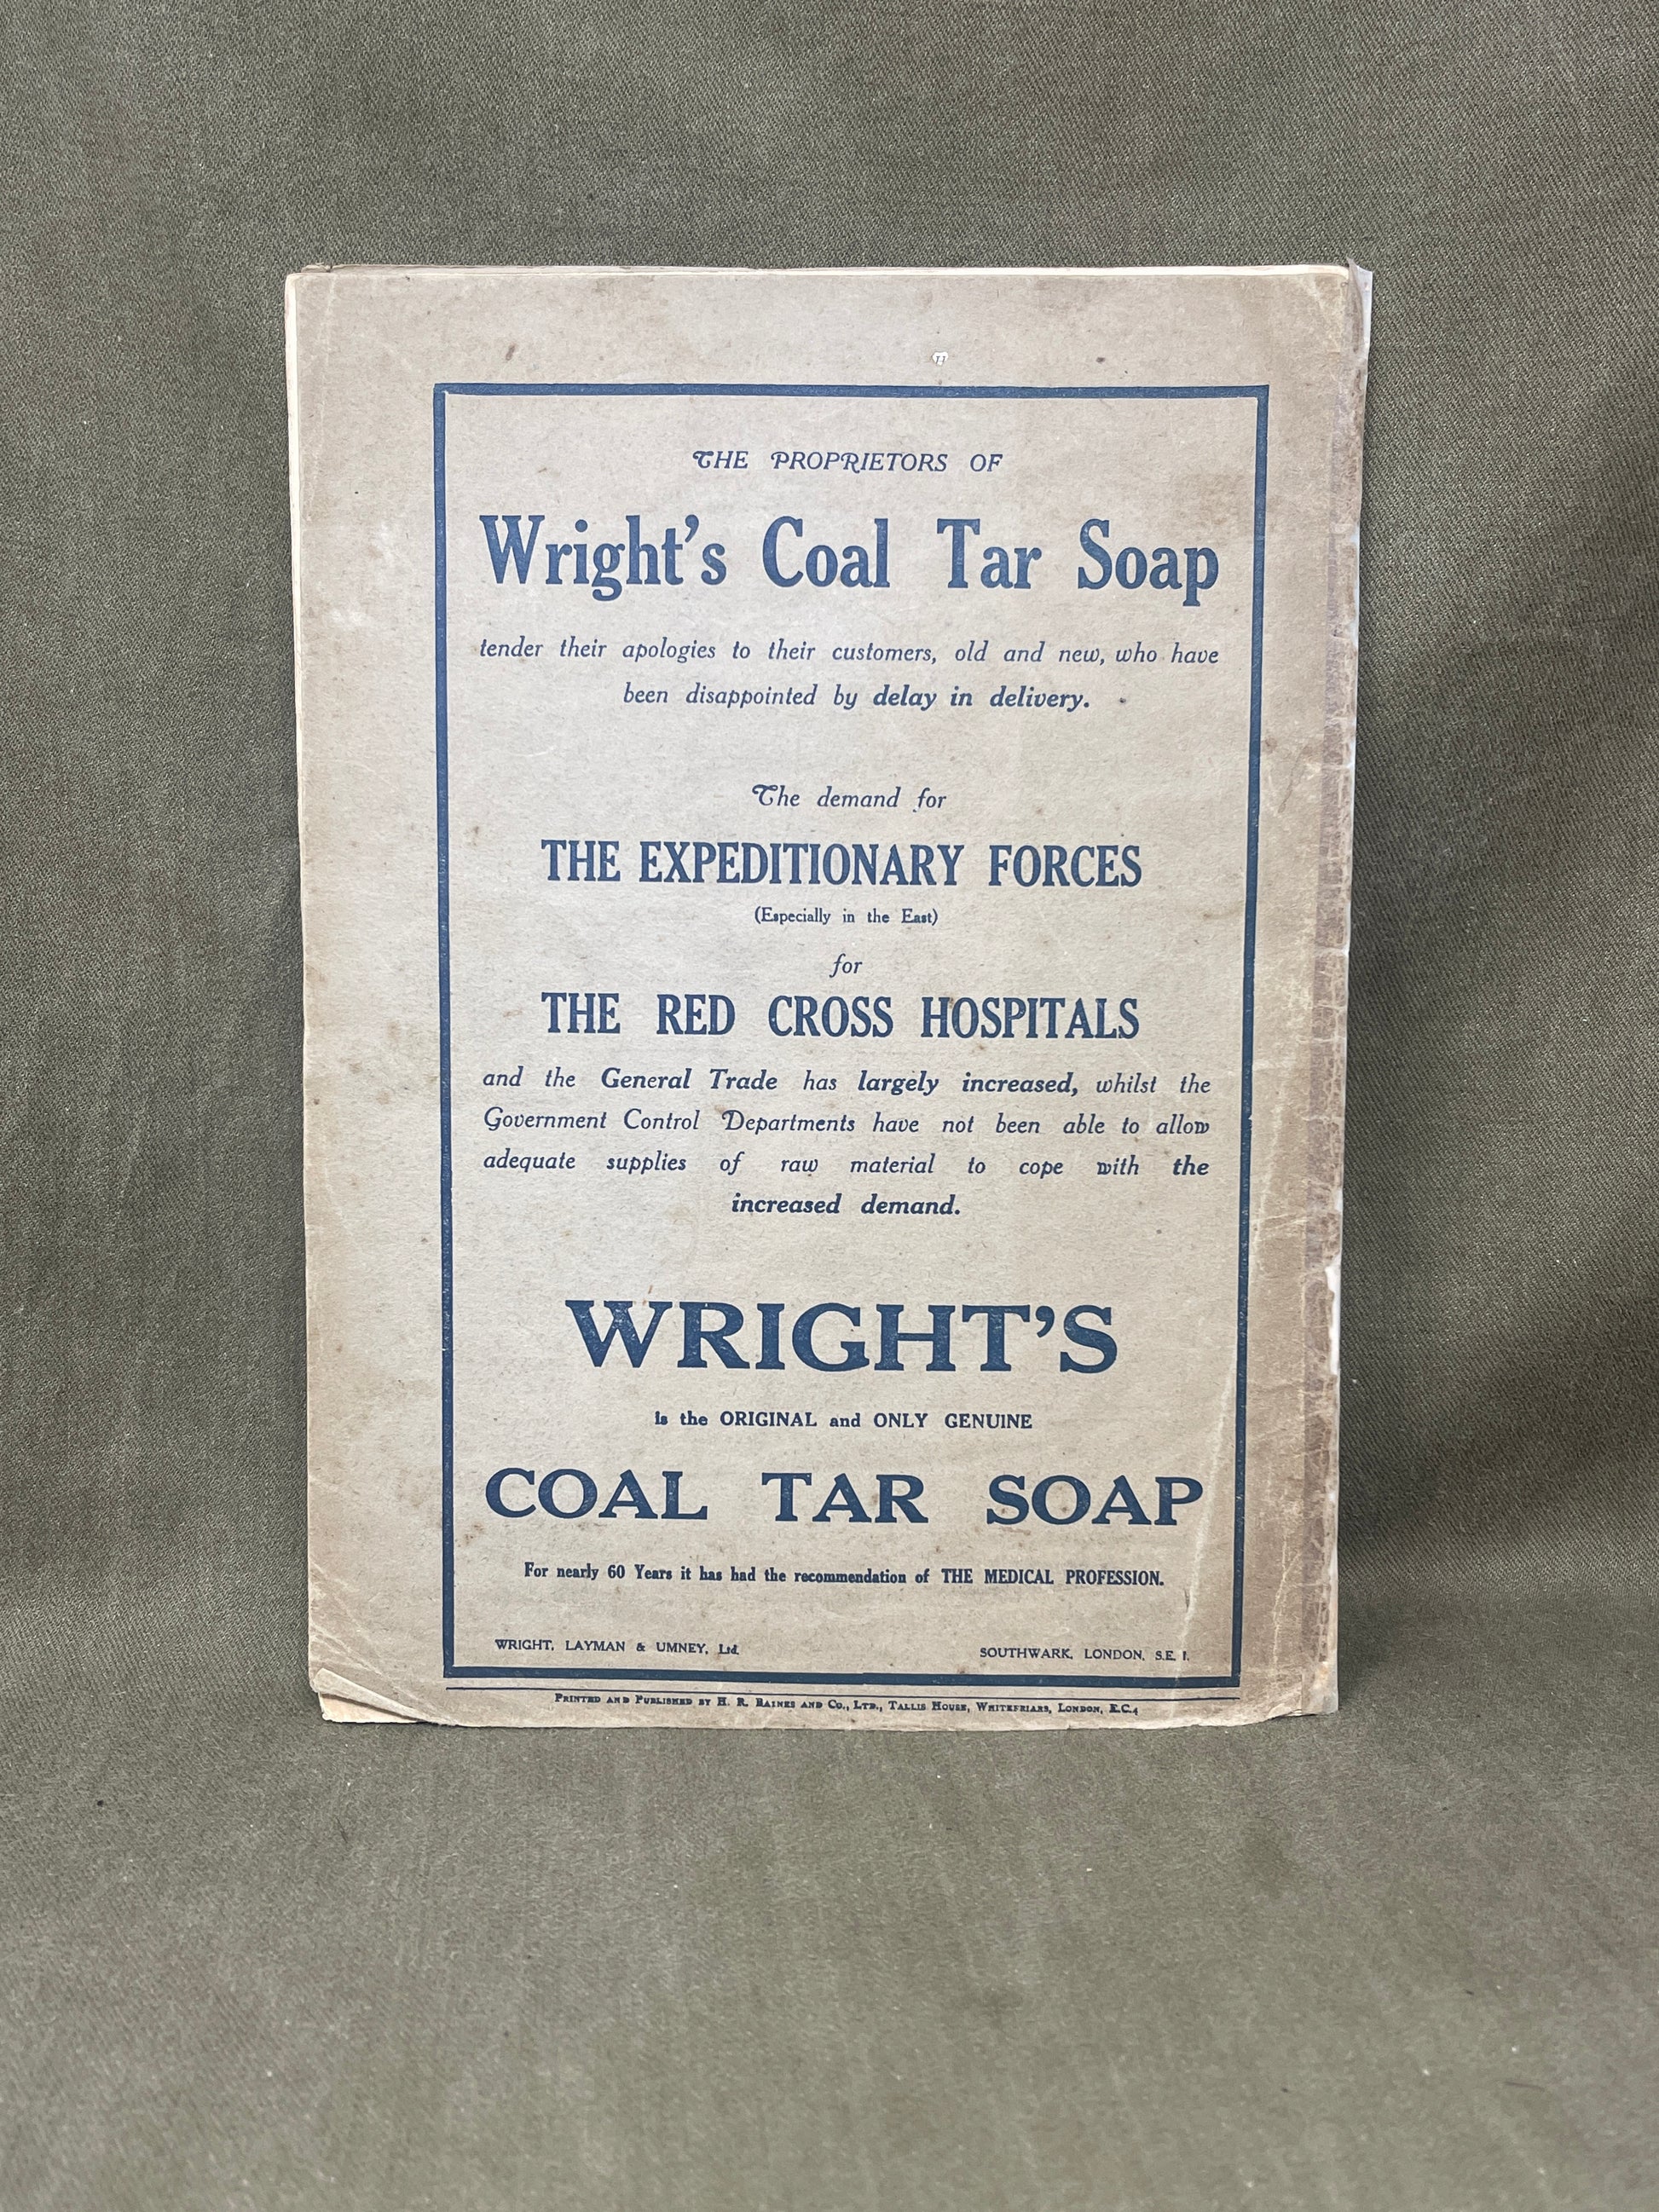 THE PROPRIETORS OF
Wright's Coal Tar Soap
tender their apologies to their customers, old and new, who have
been disappointed by delay in delivery.
The demand for
THE EXPEDITIONARY FORCES
(Especially in the East)
for
THE RED CROSS HOSPITALS
and the General Trade has largely increased, whilst the
Government Control Departments have not been able to allow
adequate supplies of raw material to cope with the
increased demand.
WRIGHT'S
is the ORIGINAL and ONLY GENUINE
COAL TAR SOAP
For nearly 60 Years it has had the recommendation of THE MEDICAL PROFESSION.
WRIGHT, LAYMAN & UMNEY, Ltd. SOUTHWARK, LONDON, S.E. 1.
PRINTED AND PUBLISHED BY H. R. BAINES AND CO., LTD., TALLIS HOUSE, WHITEFRIARS, LONDON, E.C.4